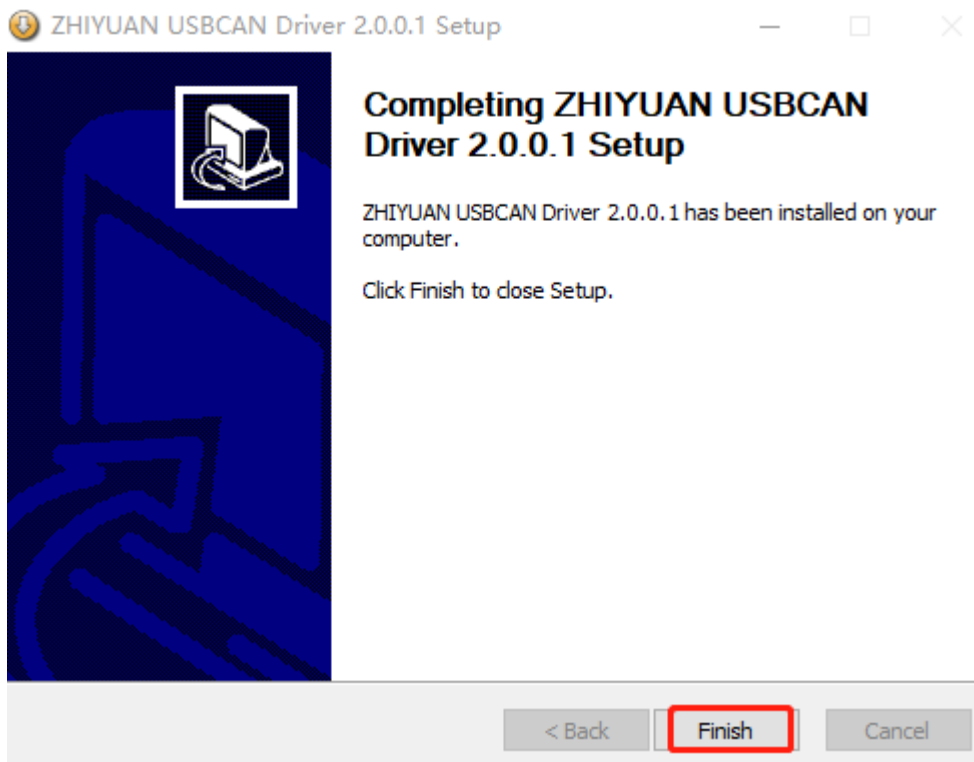 ZHIYUAN USBCAN Driver 2.0.0.1 Setup
Completing ZHIYUAN USBCAN
Driver 2.0.0.1 Setup
ZHIYUAN USBCAN Driver 2.0.0.1 has been installed on your
computer.
Click Finish to close Setup.
< Back
Finish
Cancel